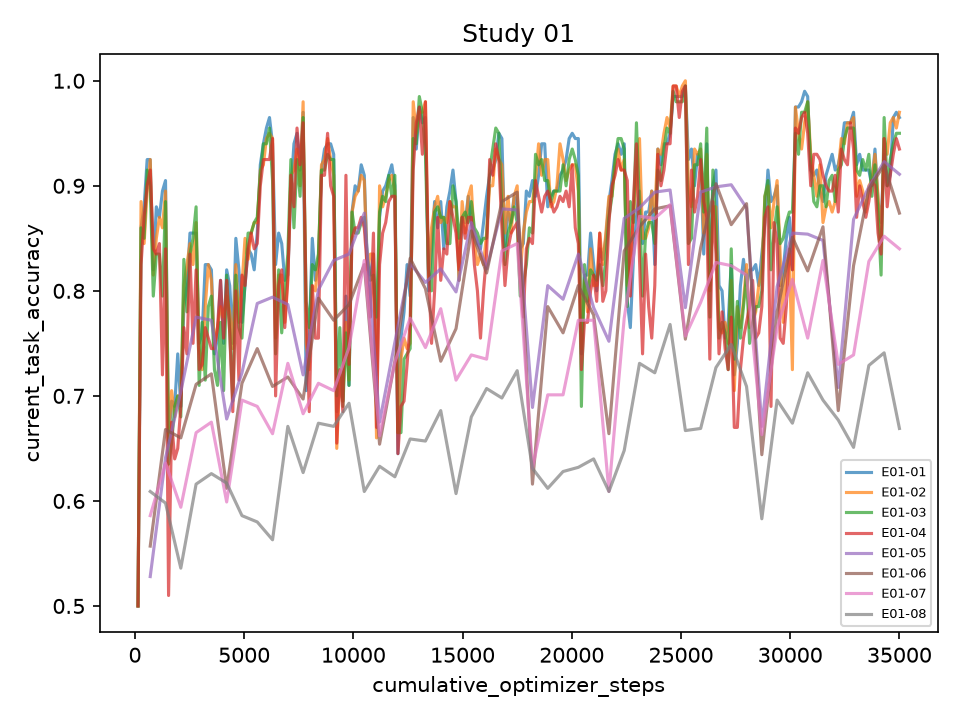 Study 01
current_task_accuracy
1.0
0.9
0.8
0.7
0.6
0.5
E01-01
E01-02
E01-03
E01-04
E01-05
E01-06
E01-07
E01-08
0 5000 10000 15000 20000 25000 30000 35000
cumulative_optimizer_steps